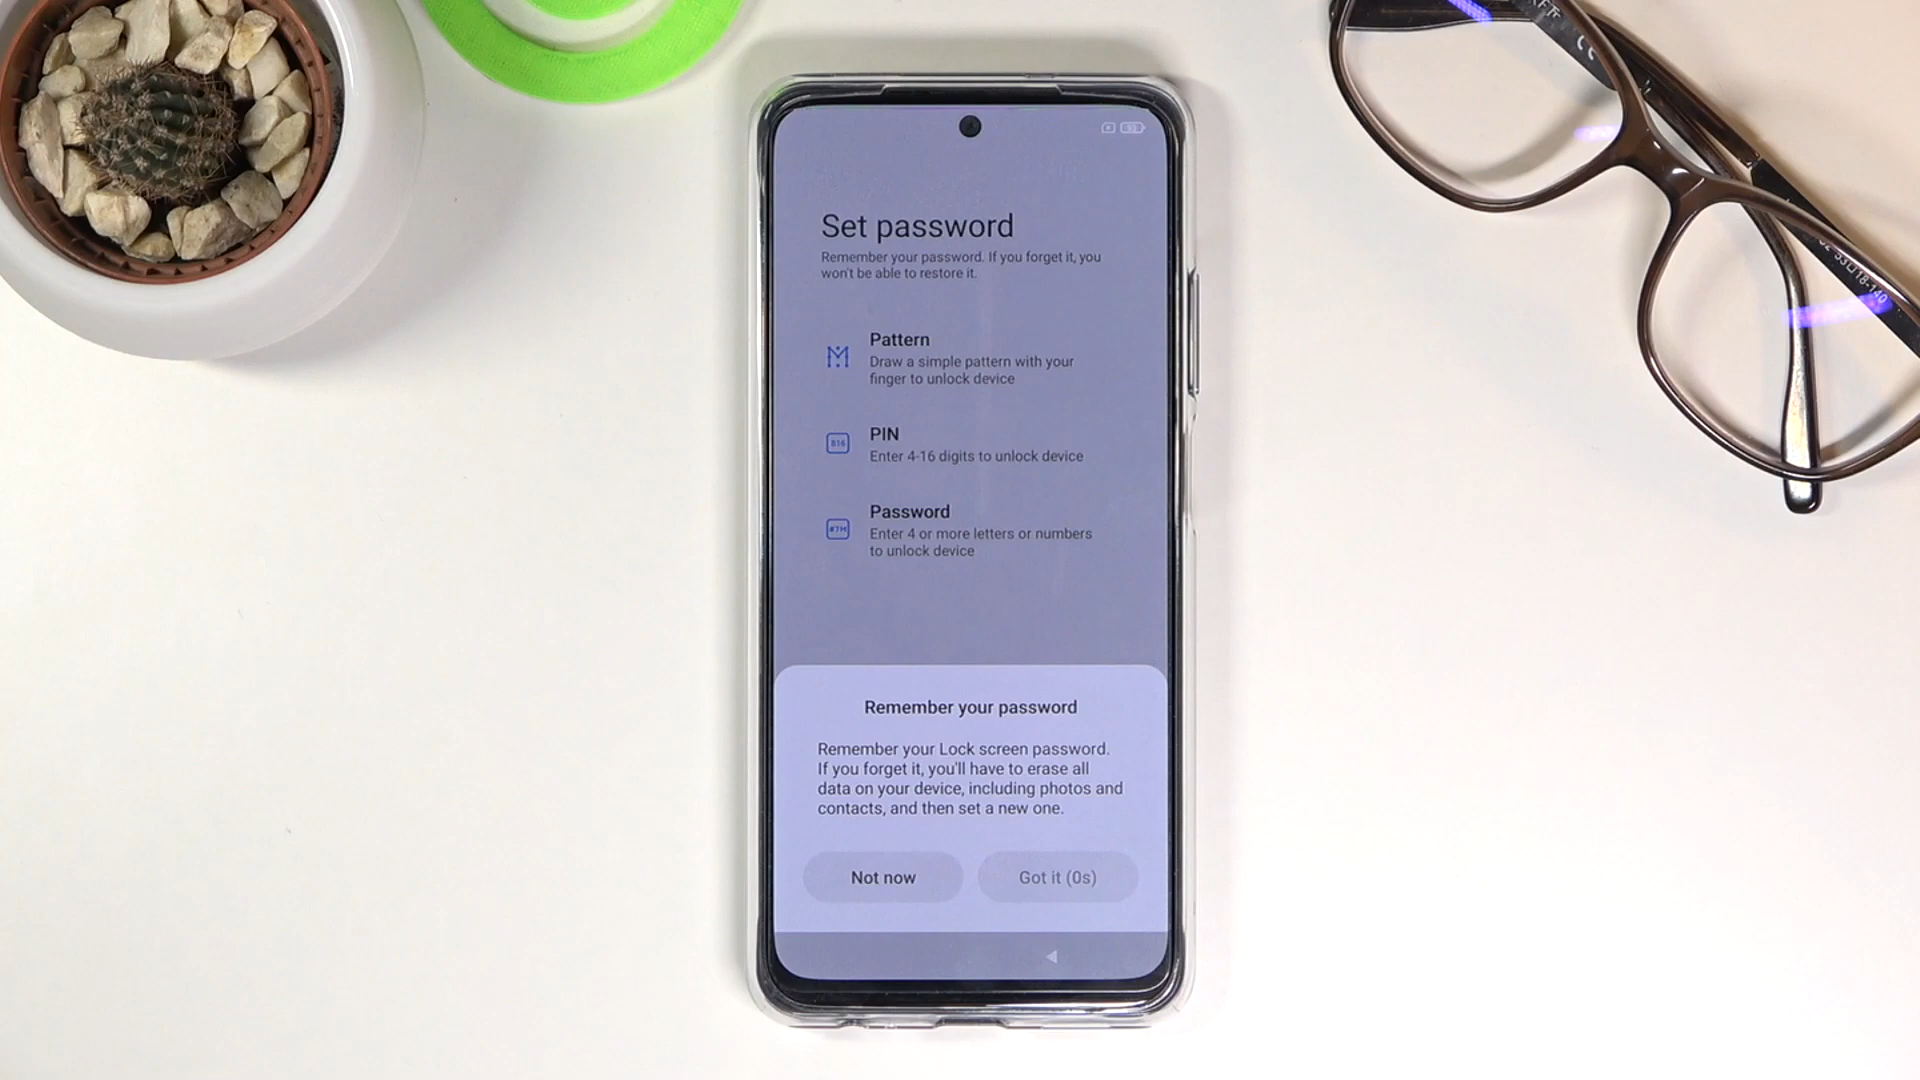 Set password
Remember your password. If you forget it, you
won't be able to restore it.
Pattern
Draw a simple pattern with your
finger to unlock device
PIN
Enter 4-16 digits to unlock device
Password
Enter 4 or more letters or numbers
to unlock device
Remember your password
Remember your Lock screen password.
If you forget it, you'll have to erase all
data on your device, including photos and
contacts, and then set a new one.
Not now
Got it (0s)